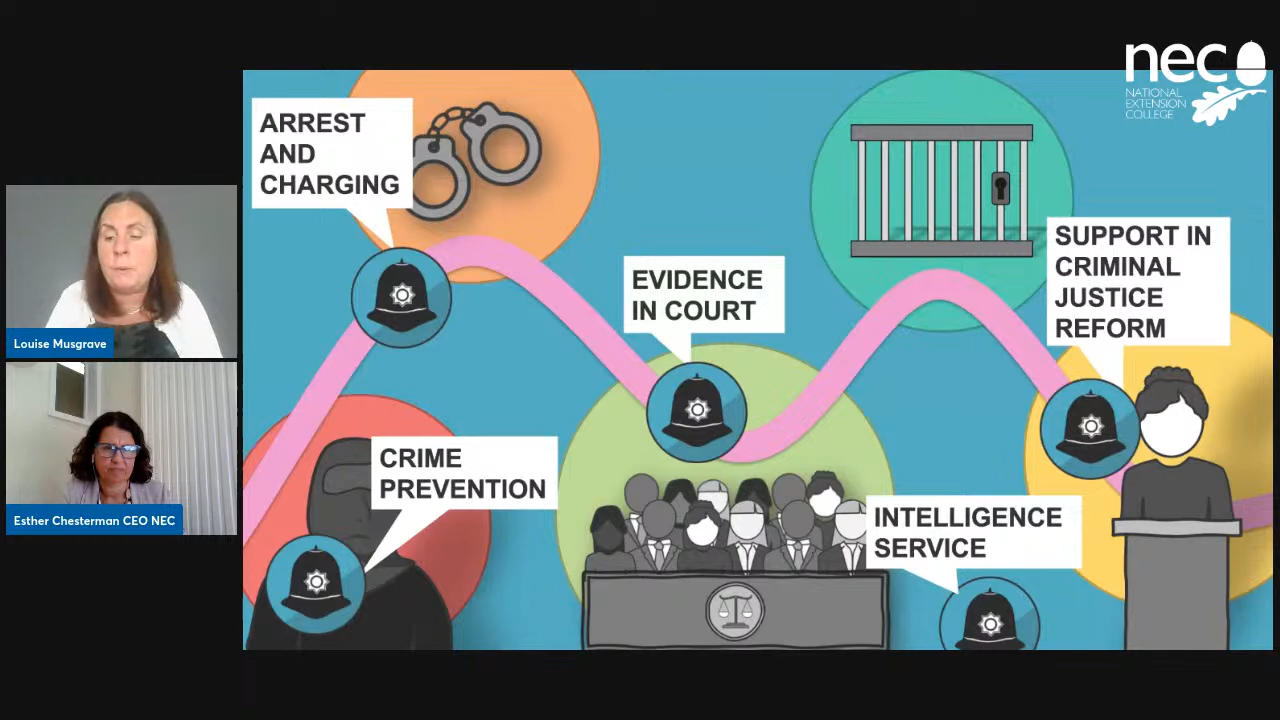 nec
NATIONAL
EXTENSION
COLLEGE
ARREST
AND
CHARGING
EVIDENCE
IN COURT
SUPPORT IN
CRIMINAL
JUSTICE
REFORM
CRIME
PREVENTION
INTELLIGENCE
SERVICE
Louise Musgrave
Esther Chesterman CEO NEC